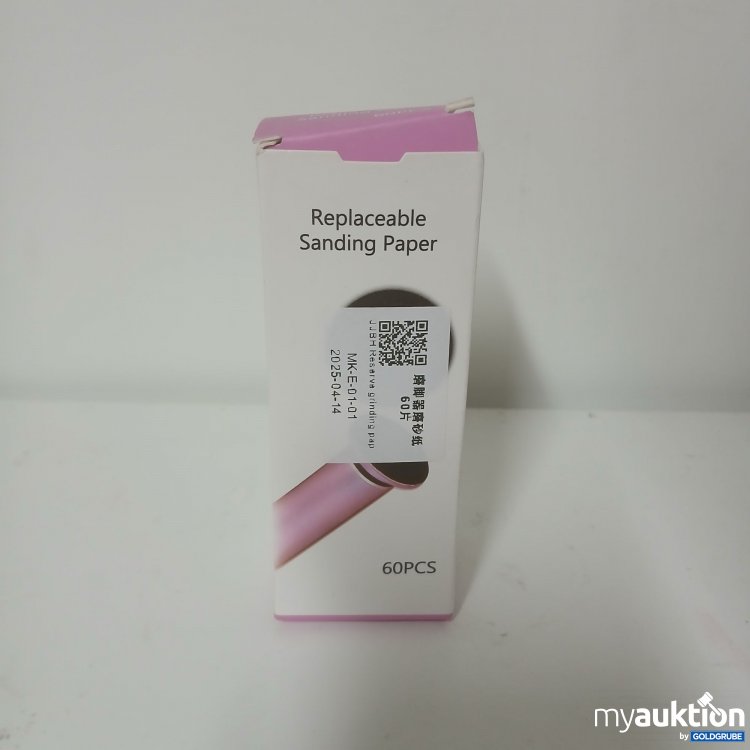 Replaceable
Sanding Paper
磨脚器磨砂纸
60片
JJBH Reserve grinding pap
MK-E-01-01
2025-04-14
60PCS
myauktion
by GOLDGRUBE